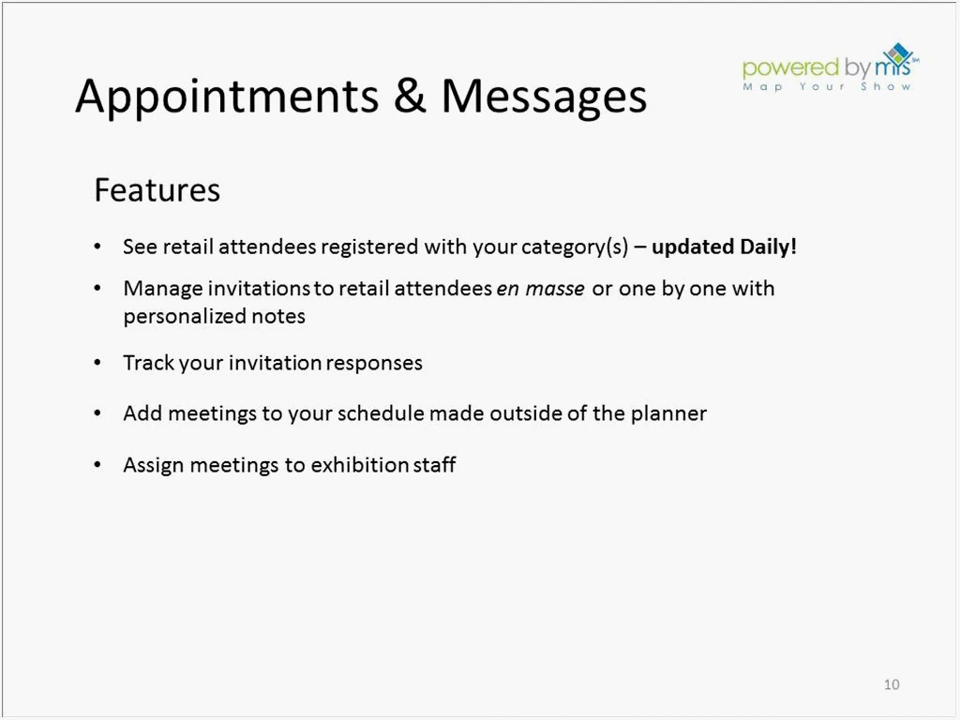 powered by mys℠
Map Your Show
Appointments & Messages
Features
• See retail attendees registered with your category(s) – updated Daily!
• Manage invitations to retail attendees en masse or one by one with
personalized notes
• Track your invitation responses
• Add meetings to your schedule made outside of the planner
• Assign meetings to exhibition staff
10